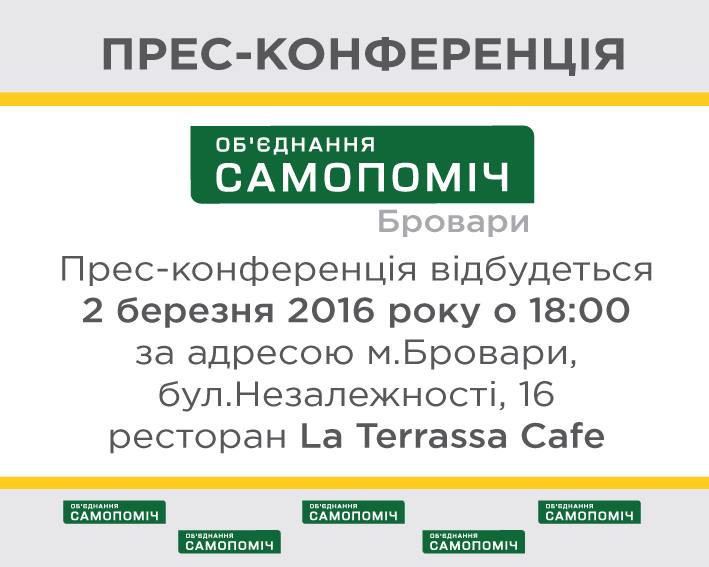 ПРЕС-КОНФЕРЕНЦІЯ
ОБ'ЄДНАННЯ
САМОПОМІЧ
Бровари
Прес-конференція відбудеться
2 березня 2016 року о 18:00
за адресою м.Бровари,
бул.Незалежності, 16
ресторан La Terrassa Cafe
ОБ'ЄДНАННЯ
САМОПОМІЧ
ОБ'ЄДНАННЯ
САМОПОМІЧ
ОБ'ЄДНАННЯ
САМОПОМІЧ
ОБ'ЄДНАННЯ
САМОПОМІЧ
ОБ'ЄДНАННЯ
САМОПОМІЧ